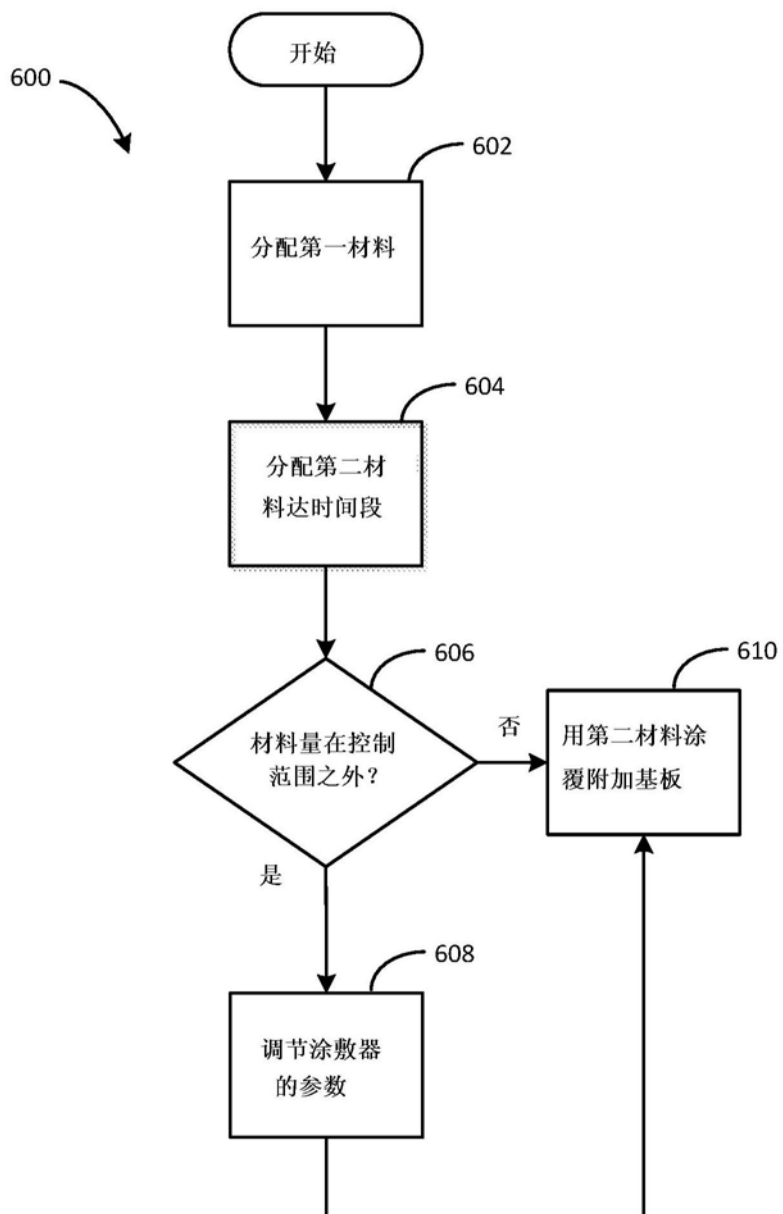 开始
600
602
分配第一材料
604
分配第二材
料达时间段
606
610
材料量在控制
范围之外?
否
用第二材料涂
覆附加基板
是
608
调节涂敷器
的参数